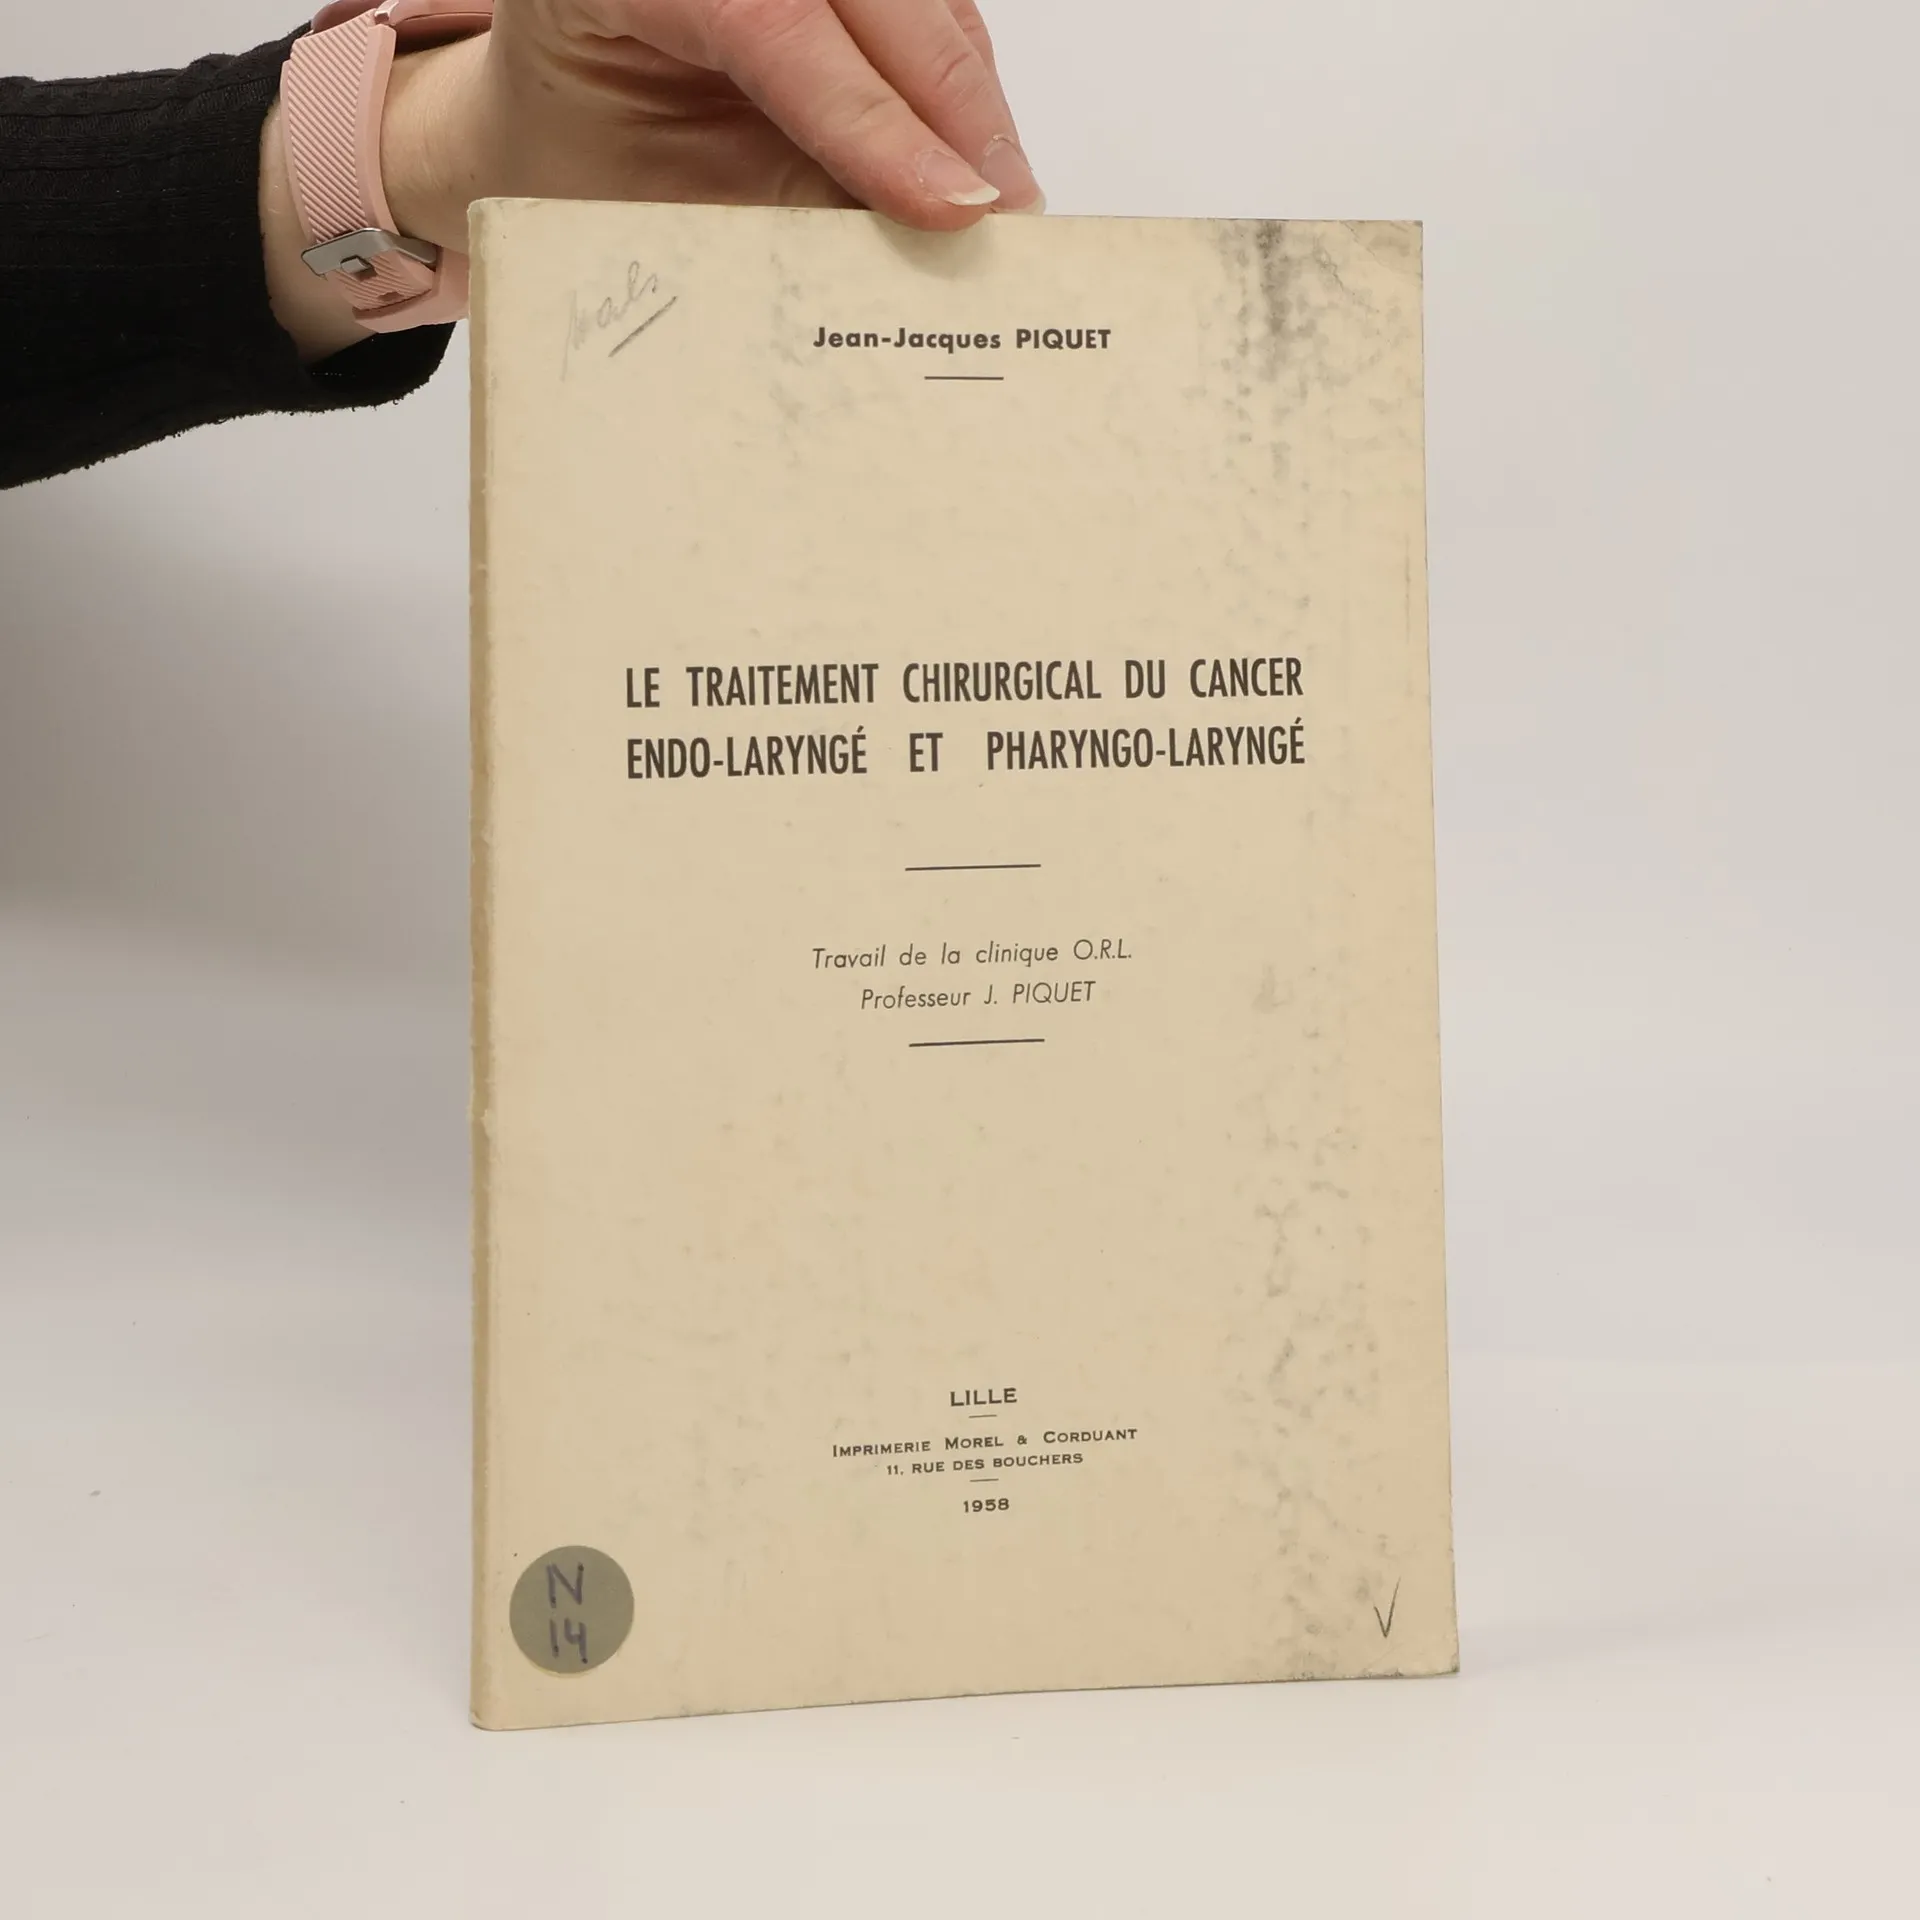 Jean-Jacques PIQUET
LE TRAITEMENT CHIRURGICAL DU CANCER
ENDO-LARYNGÉ ET PHARYNGO-LARYNGÉ
Travail de la clinique O.R.L.
Professeur J. PIQUET
LILLE
IMPRIMERIE MOREL & CORDUANT
11, RUE DES BOUCHERS
1958
N
14